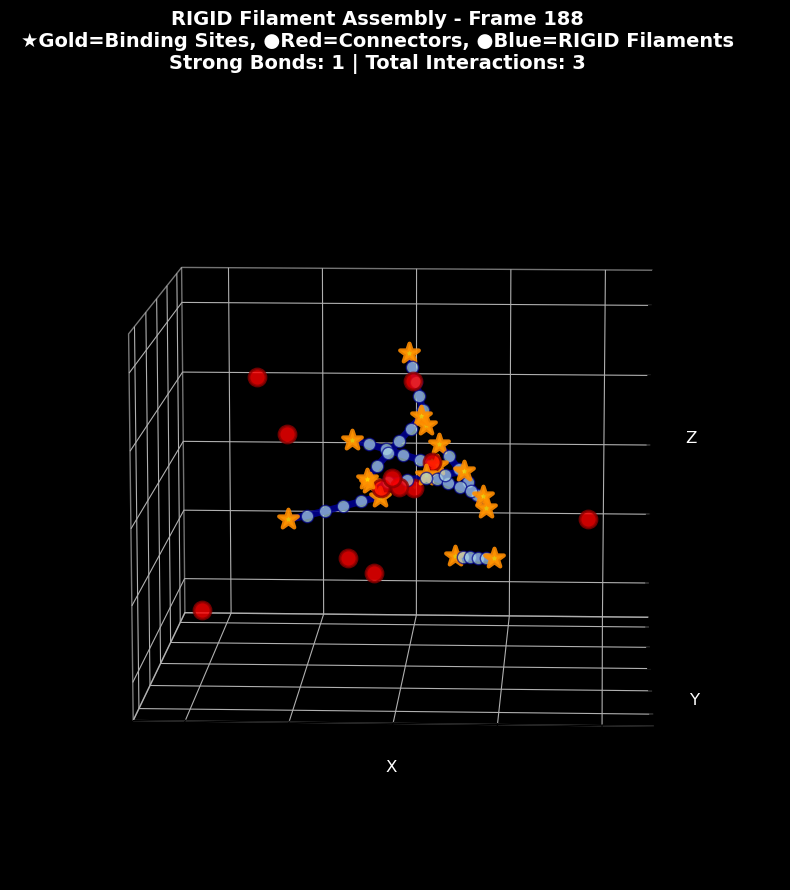 RIGID Filament Assembly - Frame 188
★Gold=Binding Sites, ●Red=Connectors, ●Blue=RIGID Filaments
Strong Bonds: 1 | Total Interactions: 3
Z
Y
X